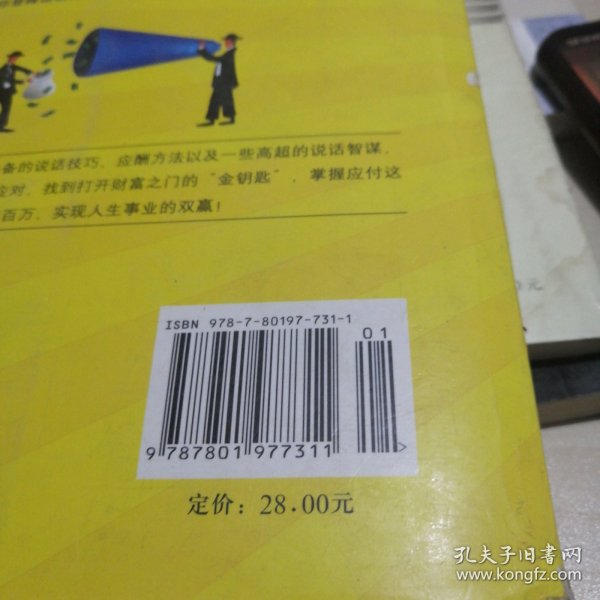 备的说话技巧、应酬方法以及一些高超的说话智谋，
应对，找到打开财富之门的“金钥匙”，掌握应付这
百万，实现人生事业的双赢！
ISBN 978-7-80197-731-1
01
9 787801 977311 >
定价：28.00元
元
孔夫子旧书网
www.kongfz.com